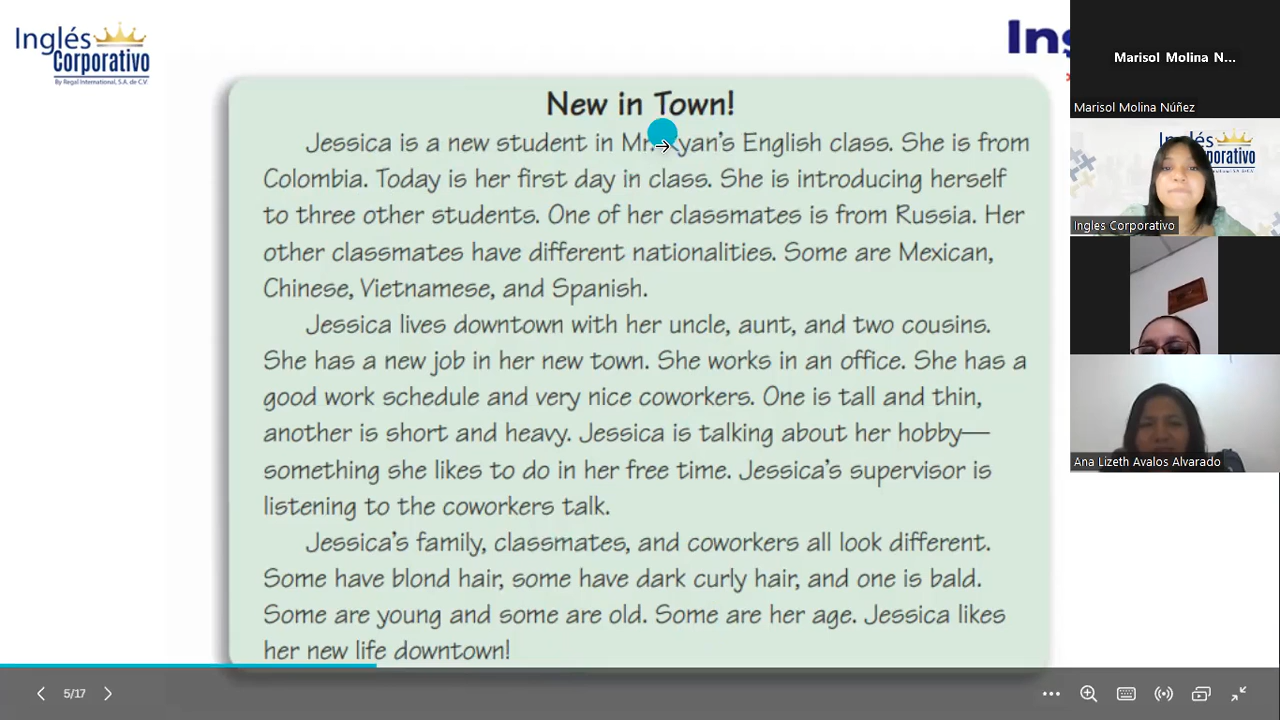 Inglés
Corporativo
By Regal International, S.A. de C.V.
New in Town!
Jessica is a new student in Mr. Ryan's English class. She is from
Colombia. Today is her first day in class. She is introducing herself
to three other students. One of her classmates is from Russia. Her
other classmates have different nationalities. Some are Mexican,
Chinese, Vietnamese, and Spanish.
Jessica lives downtown with her uncle, aunt, and two cousins.
She has a new job in her new town. She works in an office. She has a
good work schedule and very nice coworkers. One is tall and thin,
another is short and heavy. Jessica is talking about her hobby—
something she likes to do in her free time. Jessica's supervisor is
listening to the coworkers talk.
Jessica's family, classmates, and coworkers all look different.
Some have blond hair, some have dark curly hair, and one is bald.
Some are young and some are old. Some are her age. Jessica likes
her new life downtown!
5/17
Marisol Molina N...
Marisol Molina Núñez
Ingles Corporativo
Ana Lizeth Avalos Alvarado